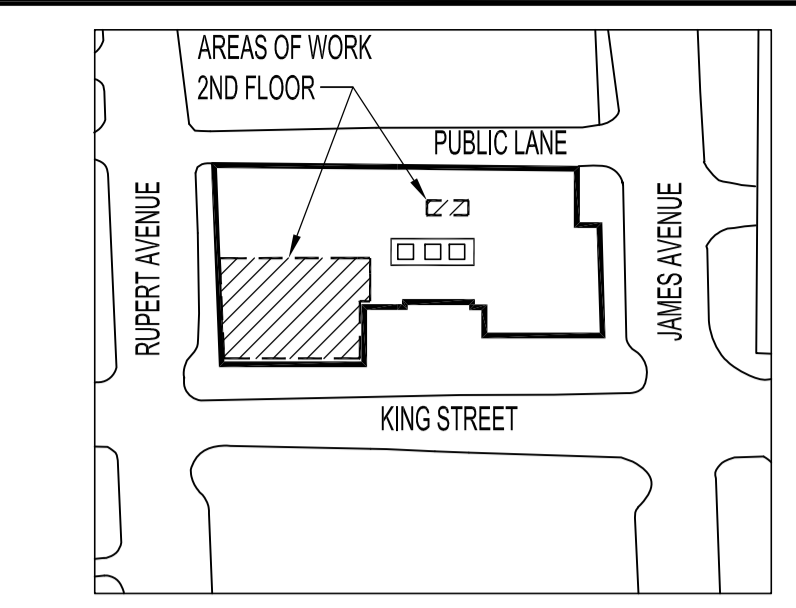 AREAS OF WORK
2ND FLOOR
PUBLIC LANE
RUPERT AVENUE
JAMES AVENUE
KING STREET